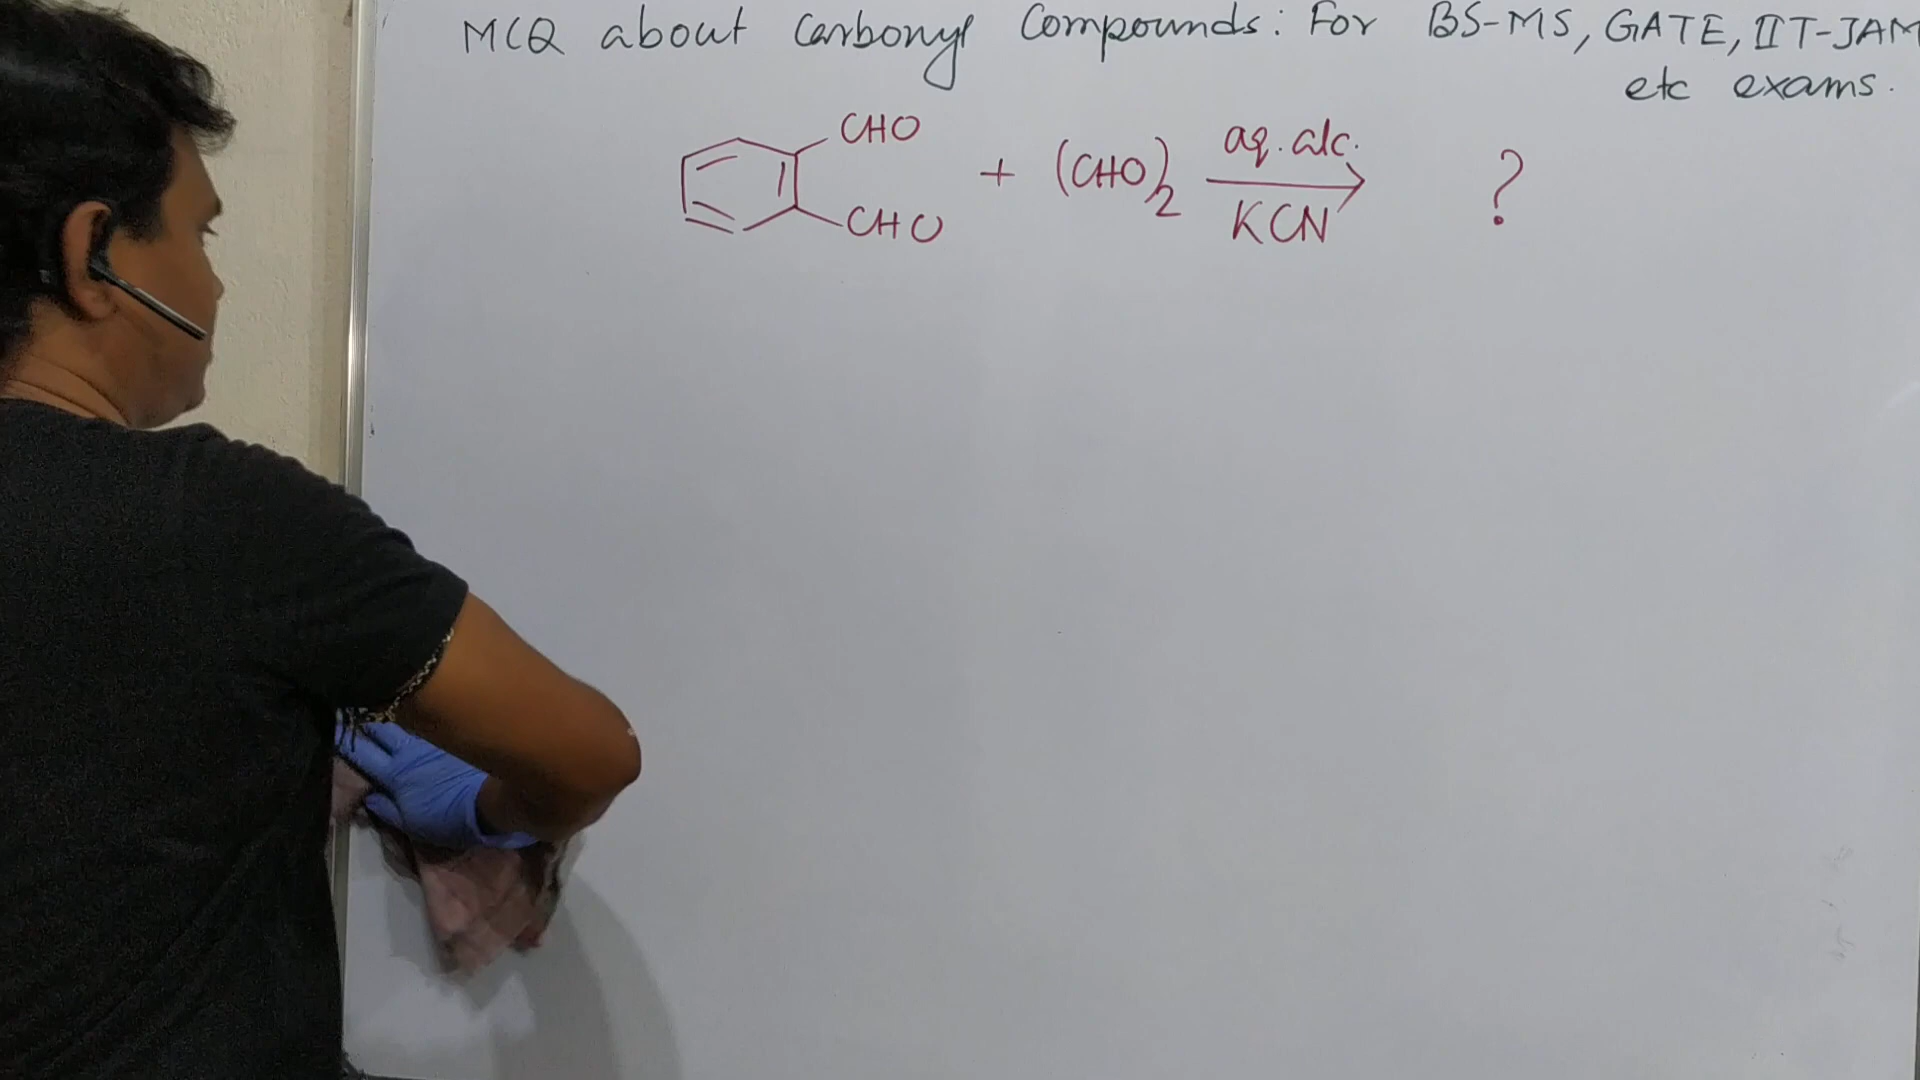 MCQ about Carbonyl Compounds: For BS-MS, GATE, IIT-JAM
etc exams.
CHO
CHO
+ (CHO)2 aq. alc. KCN → ?